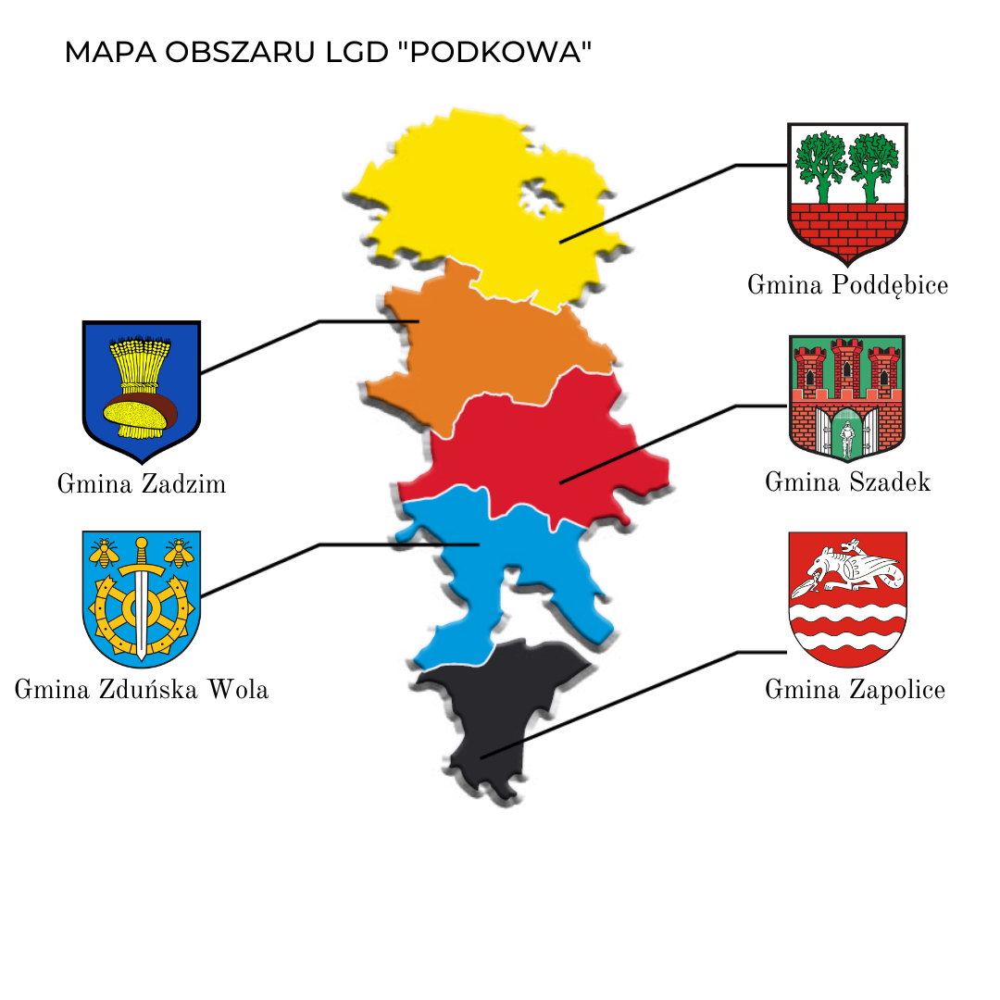 MAPA OBSZARU LGD "PODKOWA"
Gmina Poddębice
Gmina Zadzim
Gmina Szadek
Gmina Zduńska Wola
Gmina Zapolice